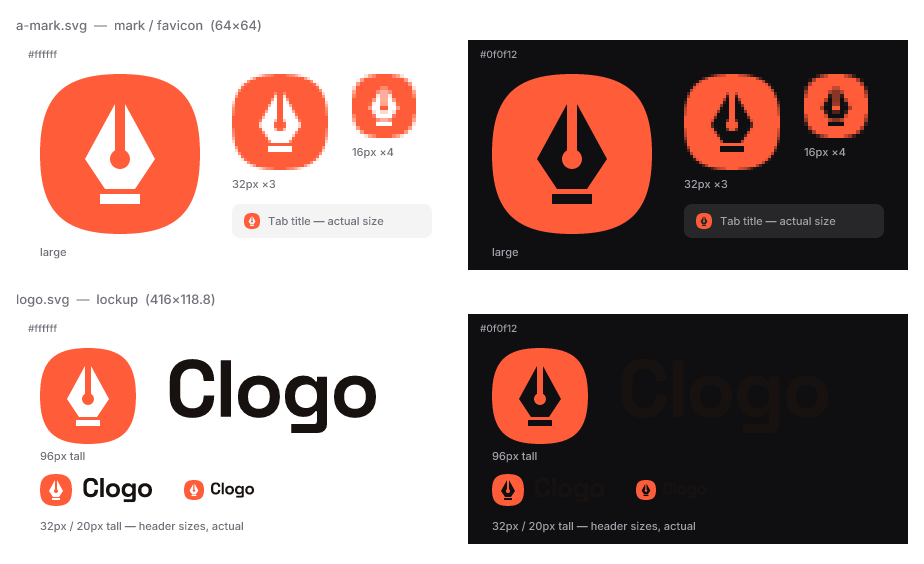 a-mark.svg — mark / favicon (64×64)
#ffffff
large
32px ×3
16px ×4
Tab title — actual size
#0f0f12
large
32px ×3
16px ×4
Tab title — actual size
logo.svg — lockup (416×118.8)
#ffffff
Clogo
96px tall
Clogo
Clogo
32px / 20px tall — header sizes, actual
#0f0f12
Clogo
96px tall
Clogo
Clogo
32px / 20px tall — header sizes, actual